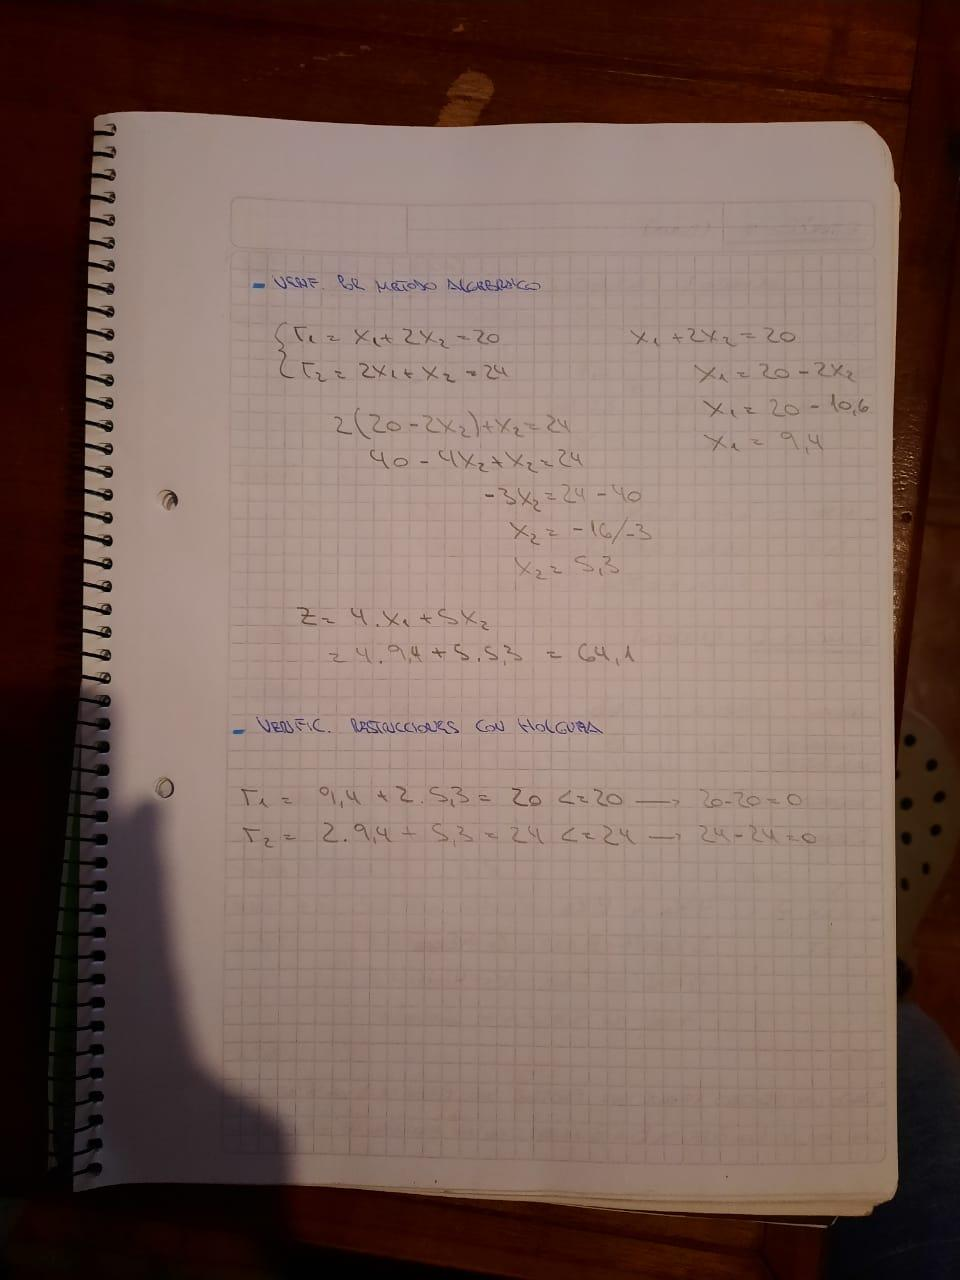 - VERIF. POR METODO ALGEBRAICO
r₁ = x₁ + 2x₂ = 20
r₂ = 2x₁ + x₂ = 24
2(20 - 2x₂) + x₂ = 24
40 - 4x₂ + x₂ = 24
-3x₂ = 24 - 40
x₂ = -16/-3
x₂ = 5,3
x₁ + 2x₂ = 20
x₁ = 20 - 2x₂
x₁ = 20 - 10,6
x₁ = 9,4
Z = 4.x₁ + 5x₂
= 4.9,4 + 5.5,3 = 64,1
- VERIFIC. RESTRICCIONES CON HOLGURA
r₁ = 9,4 + 2.5,3 = 20 <= 20 → 20-20=0
r₂ = 2.9,4 + 5,3 = 24 <= 24 → 24-24=0